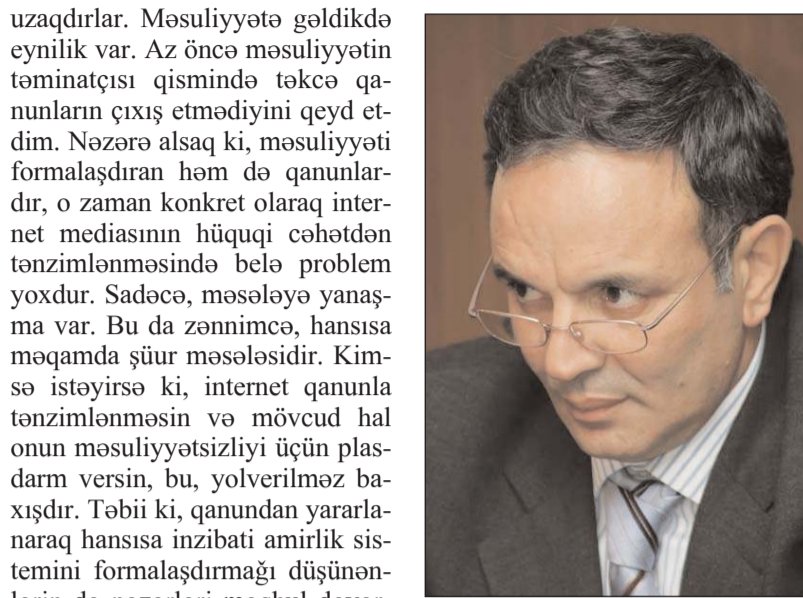 uzaqdırlar. Məsuliyyətə gəldikdə
eynilik var. Az öncə məsuliyyətin
təminatçısı qismində təkcə qa-
nunların çıxış etmədiyini qeyd et-
dim. Nəzərə alsaq ki, məsuliyyəti
formalaşdıran həm də qanunlar-
dır, o zaman konkret olaraq inter-
net mediasının hüquqi cəhətdən
tənzimlənməsində belə problem
yoxdur. Sadəcə, məsələyə yanaş-
ma var. Bu da zənnimcə, hansısa
məqamda şüur məsələsidir. Kim-
sə istəyirsə ki, internet qanunla
tənzimlənməsin və mövcud hal
onun məsuliyyətsizliyi üçün plas-
darm versin, bu, yolverilməz ba-
xışdır. Təbii ki, qanundan yararla-
naraq hansısa inzibati amirlik sis-
temini formalaşdırmağı düşünən-